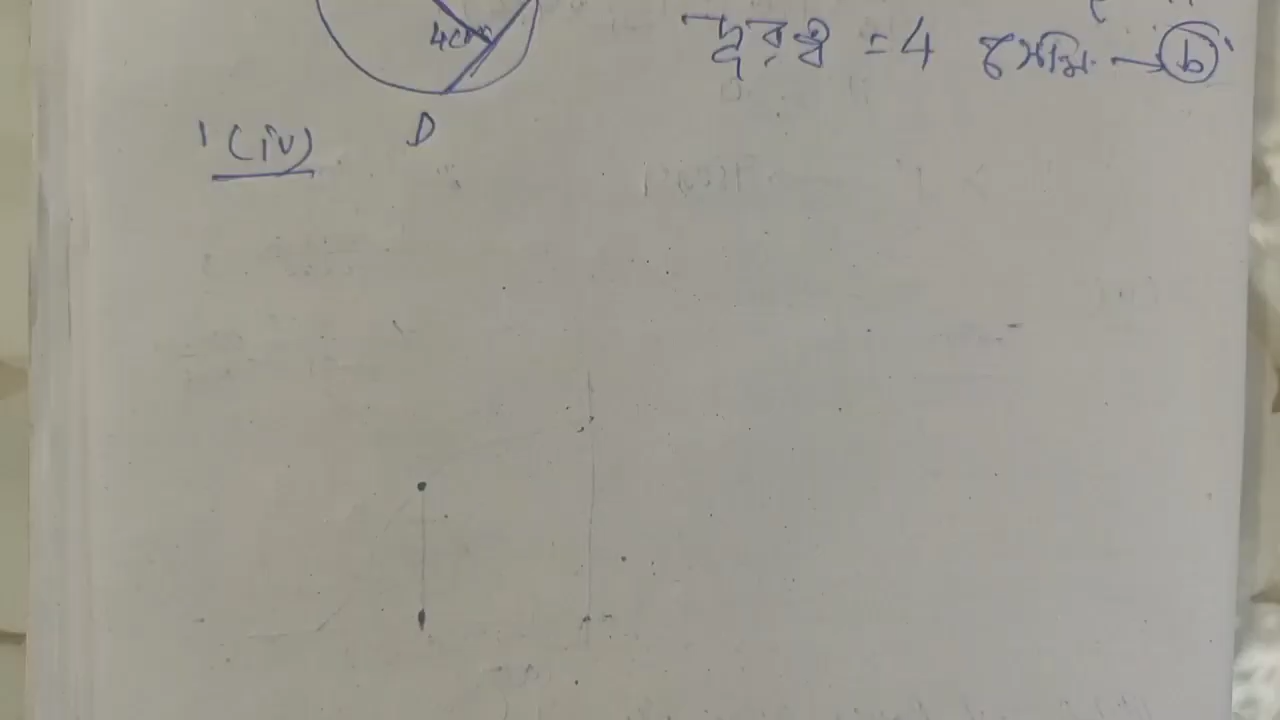 দূরত্ব = 4 সেমি. → ⓑ
4cm
D
1 (iv)